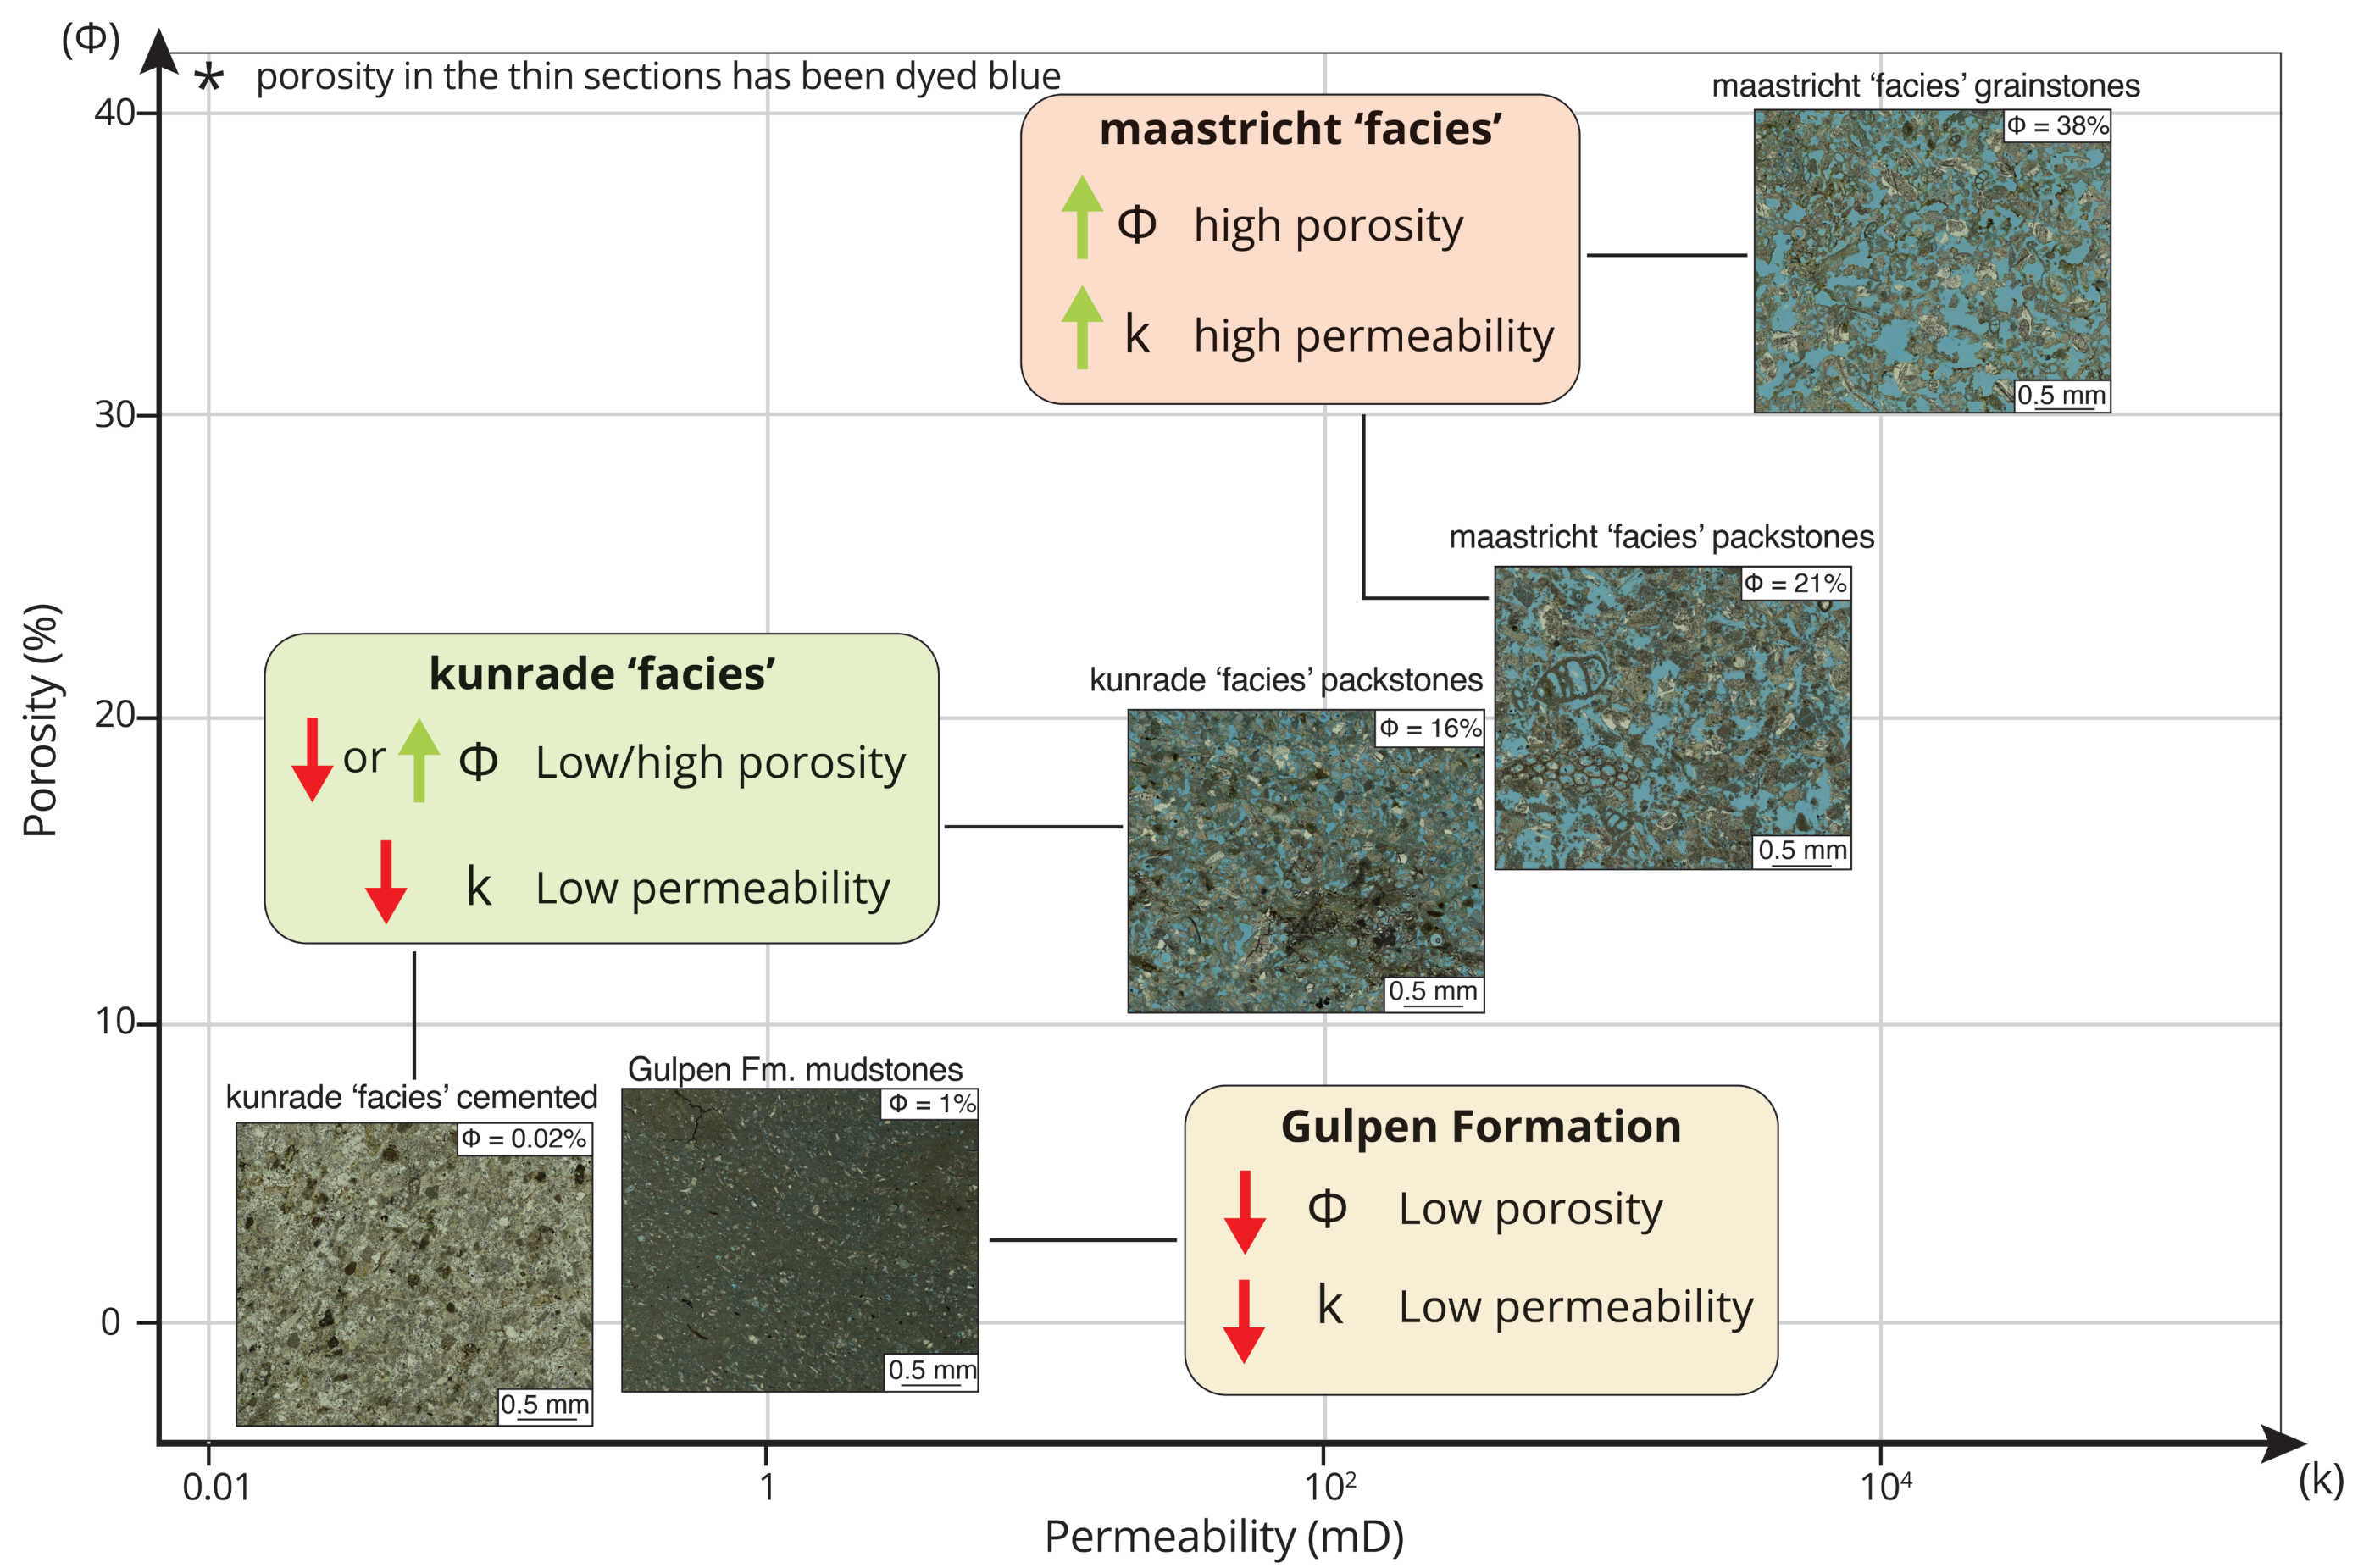 (Φ)
* porosity in the thin sections has been dyed blue
40
30
20
10
0
Porosity (%)
maastricht ‘facies’
Φ high porosity
k high permeability
maastricht ‘facies’ grainstones
Φ = 38%
0.5 mm
maastricht ‘facies’ packstones
Φ = 21%
0.5 mm
kunrade ‘facies’
or Φ Low/high porosity
k Low permeability
kunrade ‘facies’ packstones
Φ = 16%
0.5 mm
kunrade ‘facies’ cemented
Φ = 0.02%
0.5 mm
Gulpen Fm. mudstones
Φ = 1%
0.5 mm
Gulpen Formation
Φ Low porosity
k Low permeability
0.01
1
10²
10⁴
(k)
Permeability (mD)